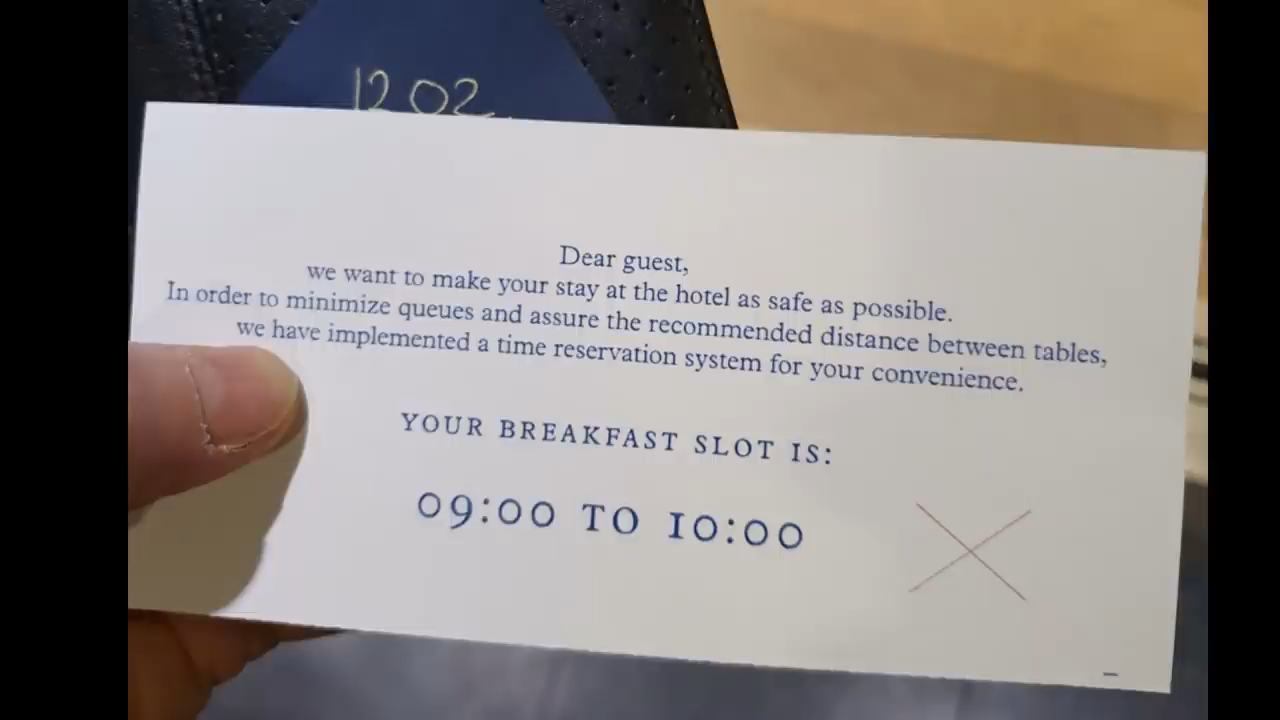 1202
Dear guest,
we want to make your stay at the hotel as safe as possible.
In order to minimize queues and assure the recommended distance between tables,
we have implemented a time reservation system for your convenience.
YOUR BREAKFAST SLOT IS:
09:00 TO 10:00